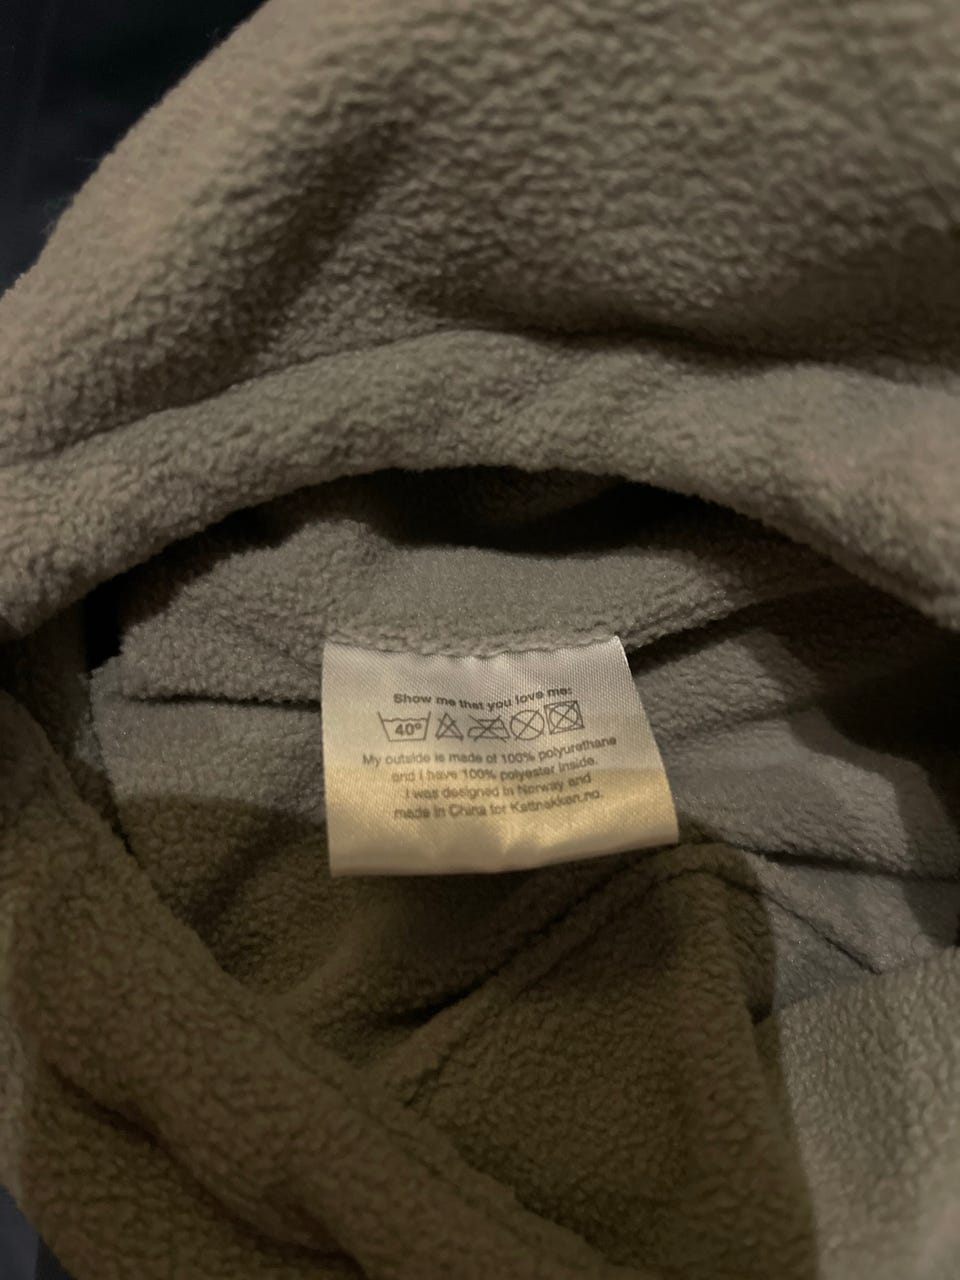 Show me that you love me:
40°
My outside is made of 100% polyurethane
and I have 100% polyester inside.
I was designed in Norway and
made in China for Kattnakken.no.